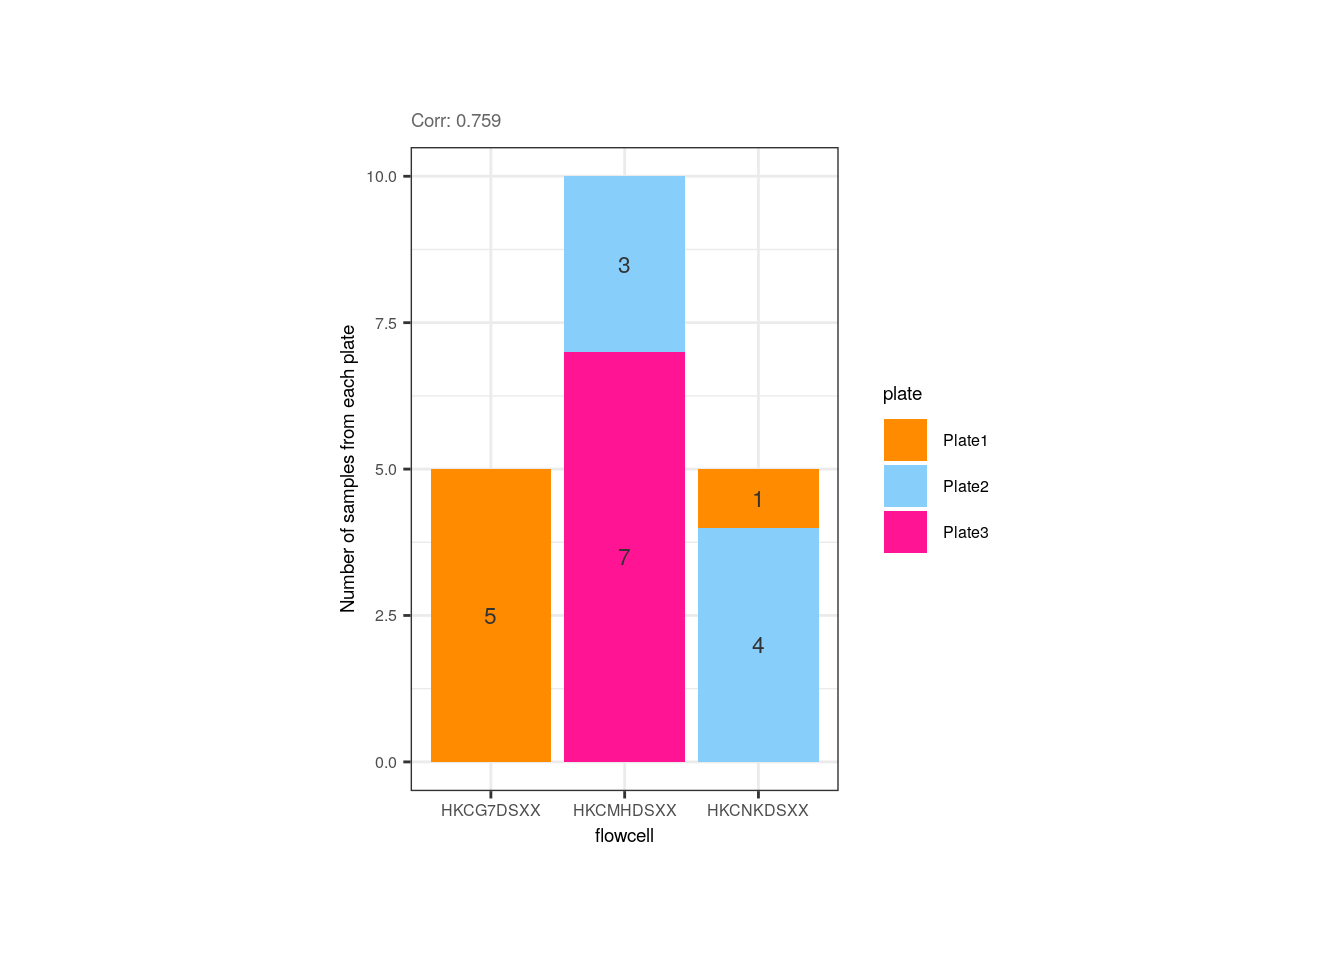 Corr: 0.759
10.0
7.5
5.0
2.5
0.0
Number of samples from each plate
3
7
5
1
4
HKCG7DSXX HKCMHDSXX HKCNKDSXX
flowcell
plate
Plate1
Plate2
Plate3